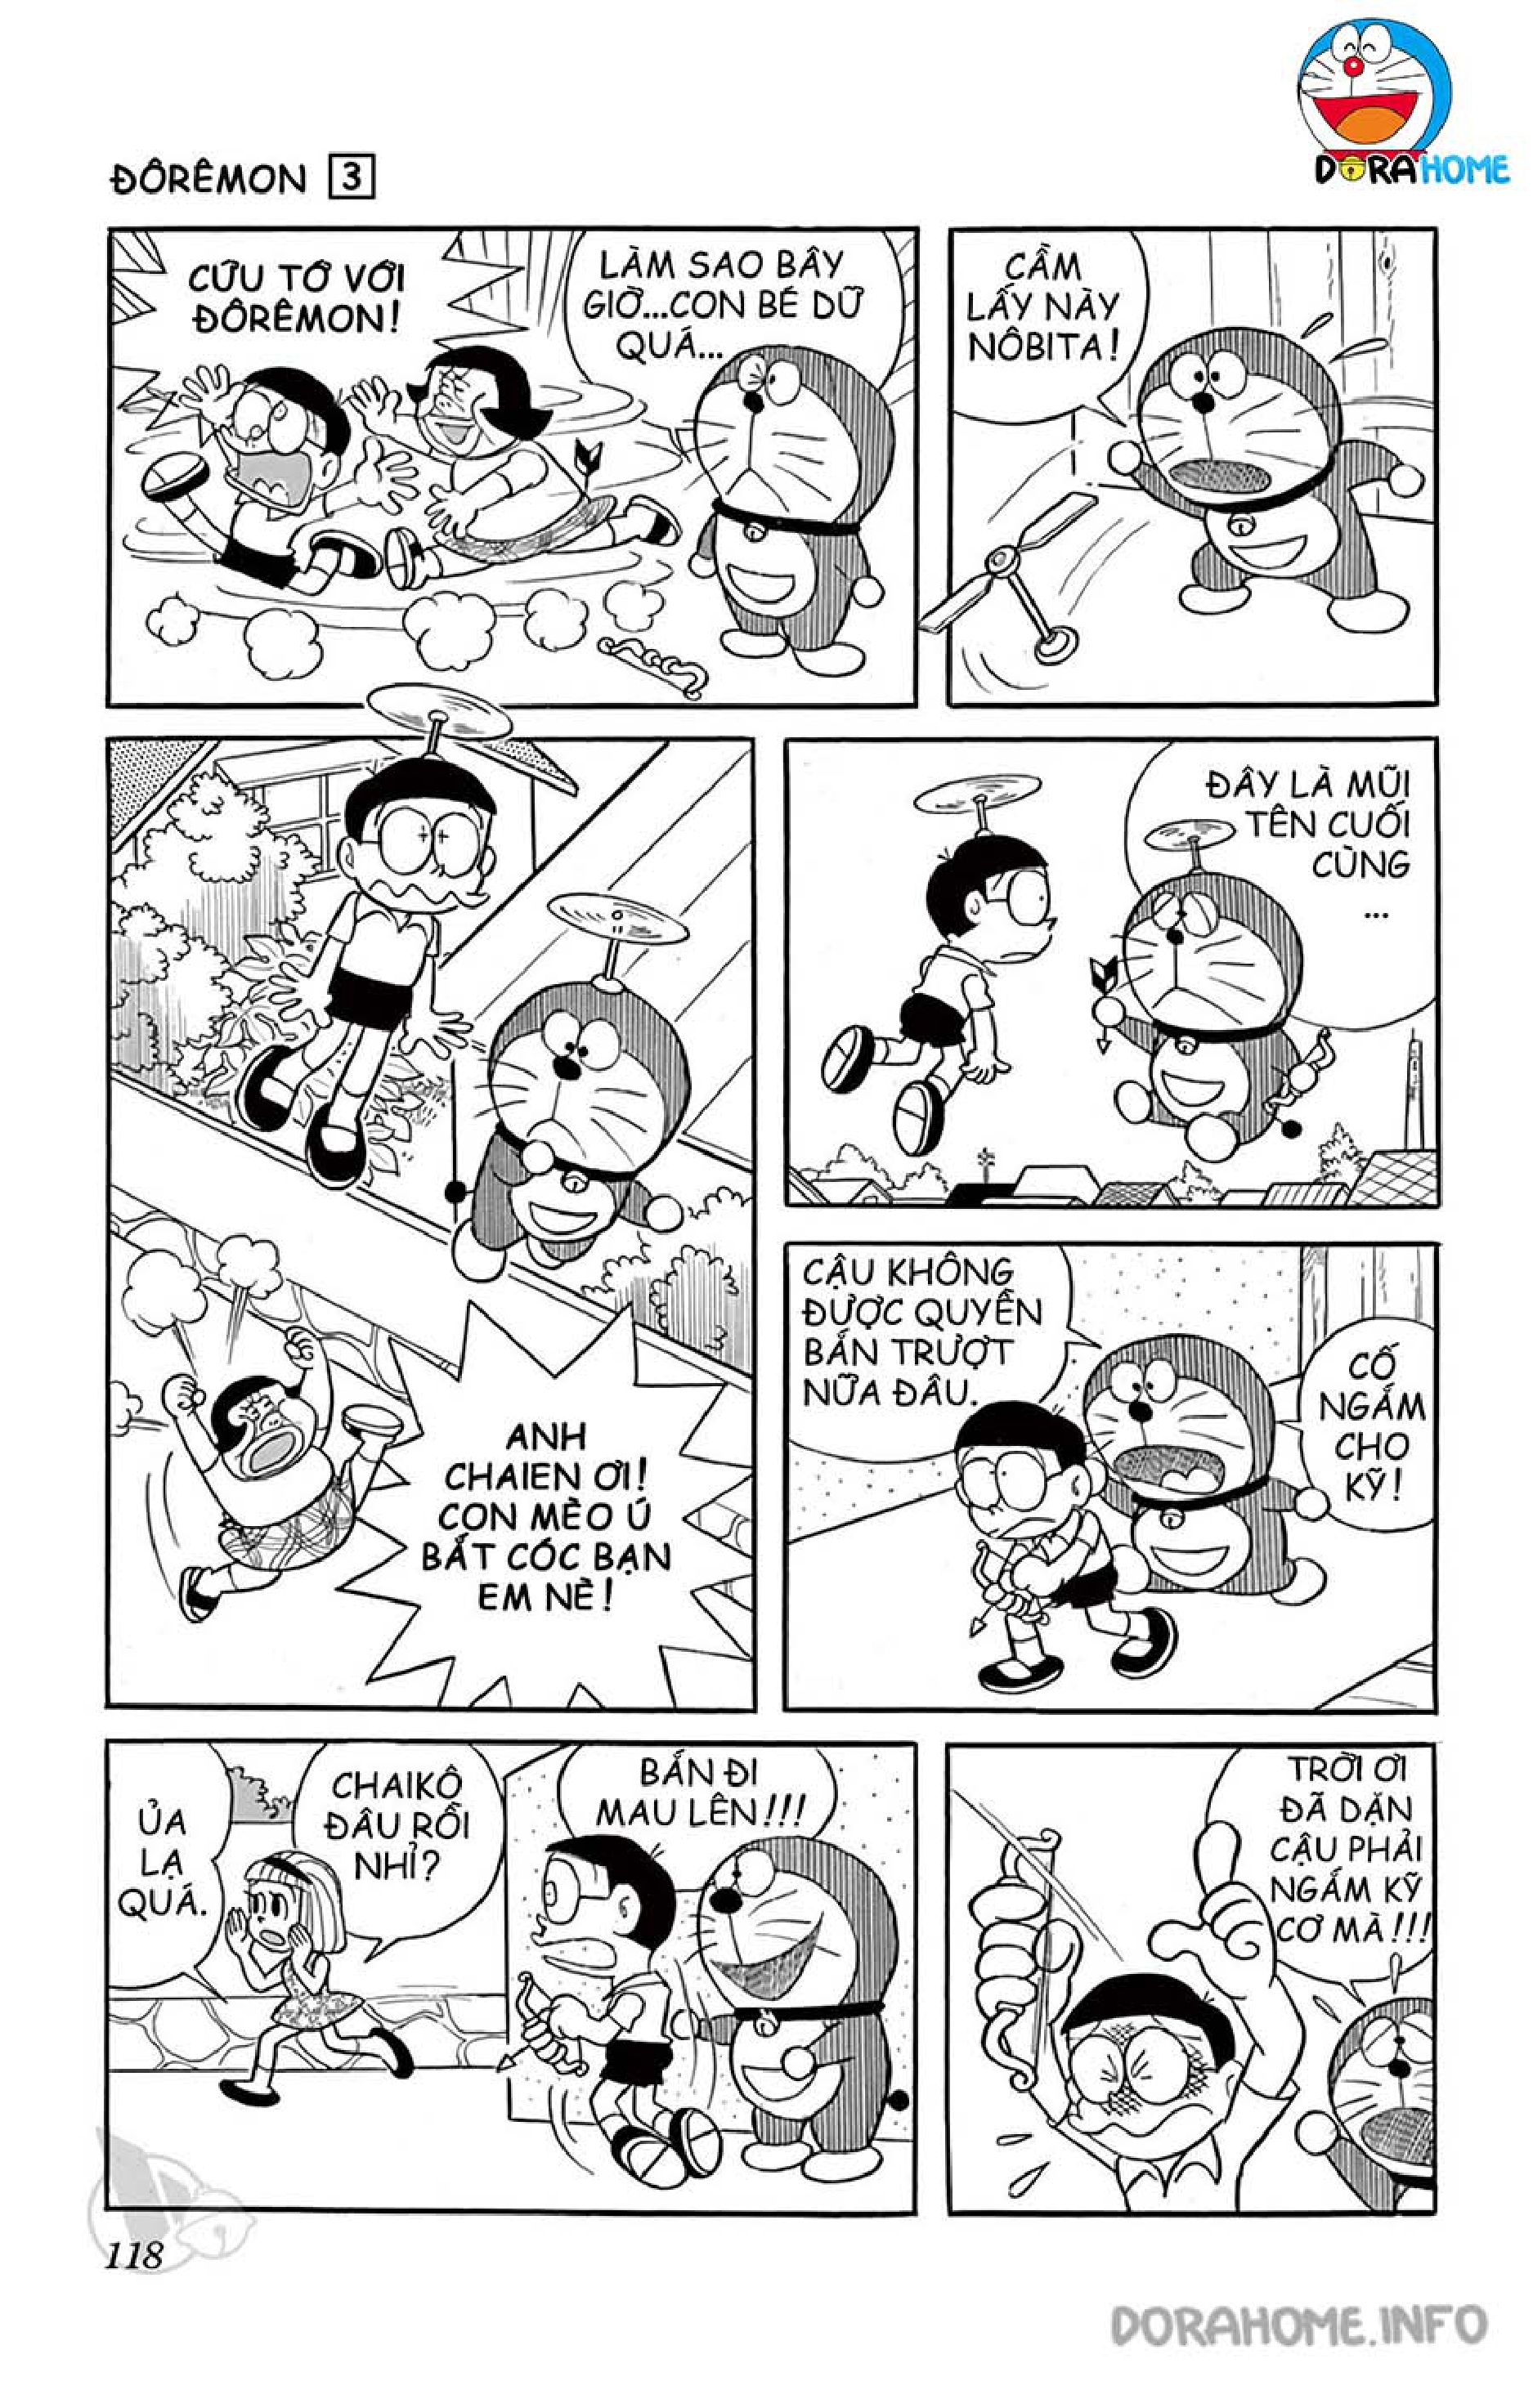 DORAHOME
ĐÔRÊMON 3
CỨU TỚ VỚI
ĐÔRÊMON!
LÀM SAO BÂY
GIỜ...CON BÉ DỮ
QUÁ...
CẦM
LẤY NÀY
NÔBITA!
ĐÂY LÀ MŨI
TÊN CUỐI
CÙNG
...
ANH
CHAIEN ƠI!
CON MÈO Ú
BẮT CÓC BẠN
EM NÈ!
CẬU KHÔNG
ĐƯỢC QUYỀN
BẮN TRƯỢT
NỮA ĐÂU.
CỐ
NGẮM
CHO
KỸ!
ỦA
LẠ
QUÁ.
CHAIKÔ
ĐÂU RỒI
NHỈ?
BẮN ĐI
MAU LÊN!!!
TRỜI ƠI
ĐÃ DẶN
CẬU PHẢI
NGẮM KỸ
CƠ MÀ!!!
118
DORAHOME.INFO